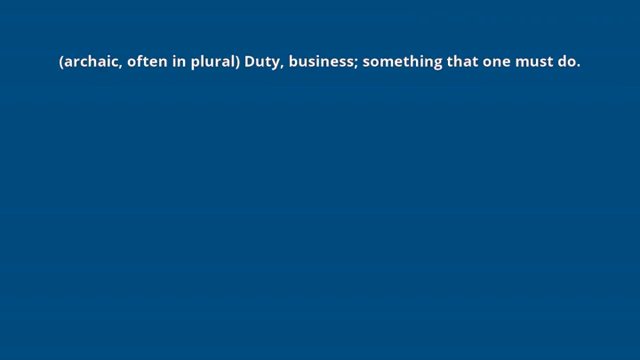 (archaic, often in plural) Duty, business; something that one must do.